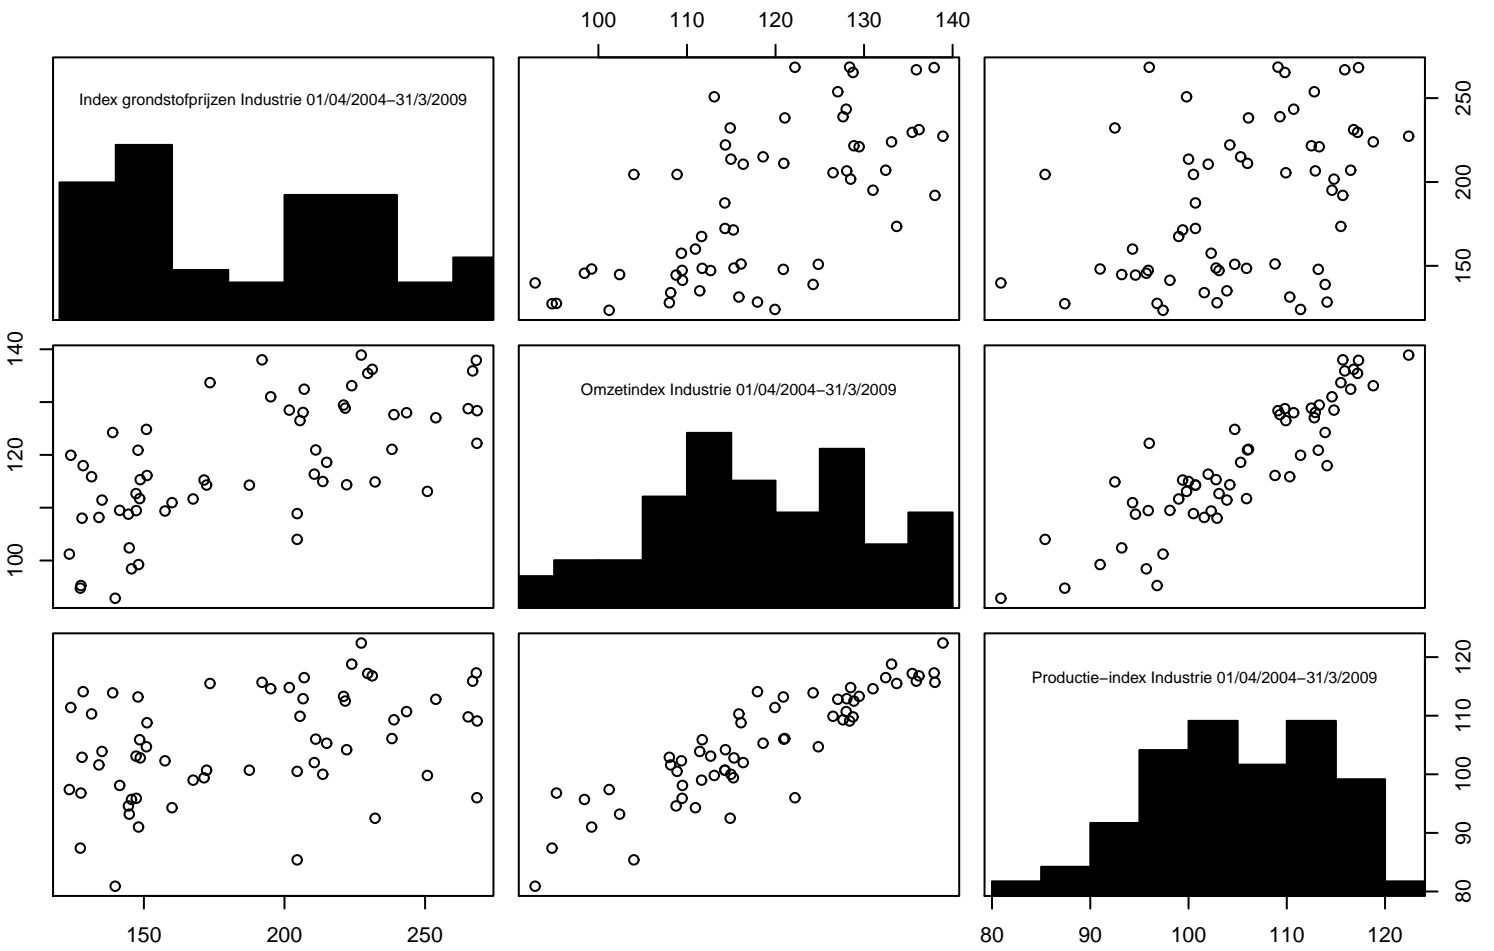 100 110 120 130 140
Index grondstofprijzen Industrie 01/04/2004−31/3/2009
150 200 250
100 120 140
Omzetindex Industrie 01/04/2004−31/3/2009
Productie−index Industrie 01/04/2004−31/3/2009
80 90 100 110 120
150 200 250
80 90 100 110 120